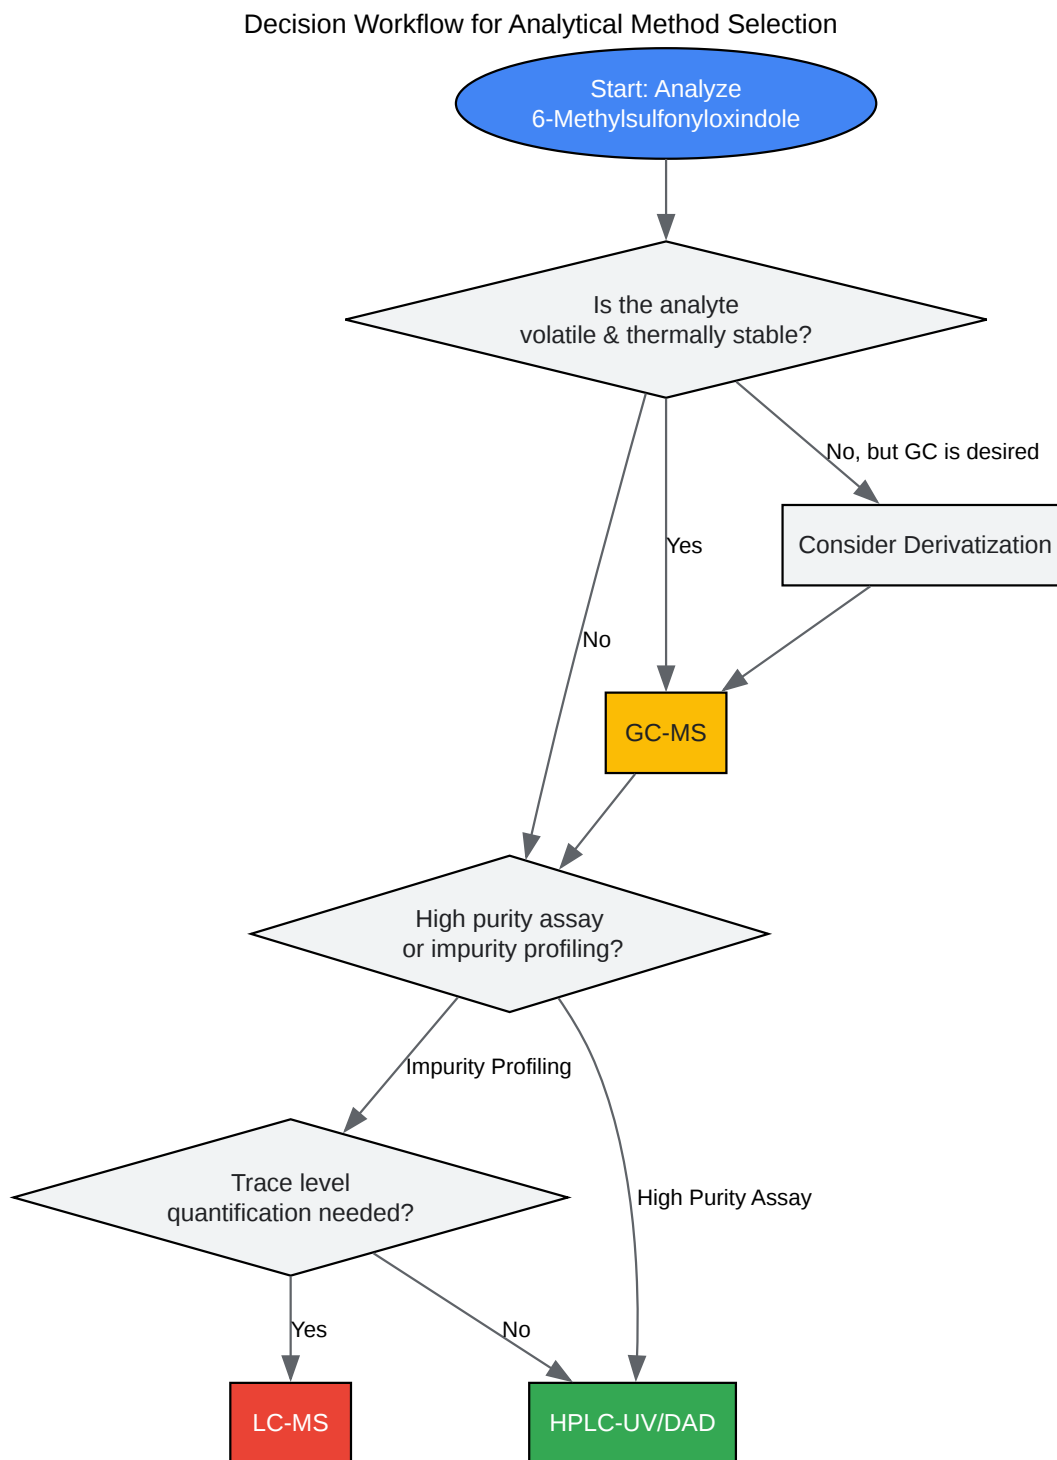 Decision Workflow for Analytical Method Selection
Start: Analyze
6-Methylsulfonyloxindole
Is the analyte
volatile & thermally stable?
No, but GC is desired
Consider Derivatization
Yes
No
GC-MS
High purity assay
or impurity profiling?
Impurity Profiling
High Purity Assay
Trace level
quantification needed?
Yes
No
LC-MS
HPLC-UV/DAD